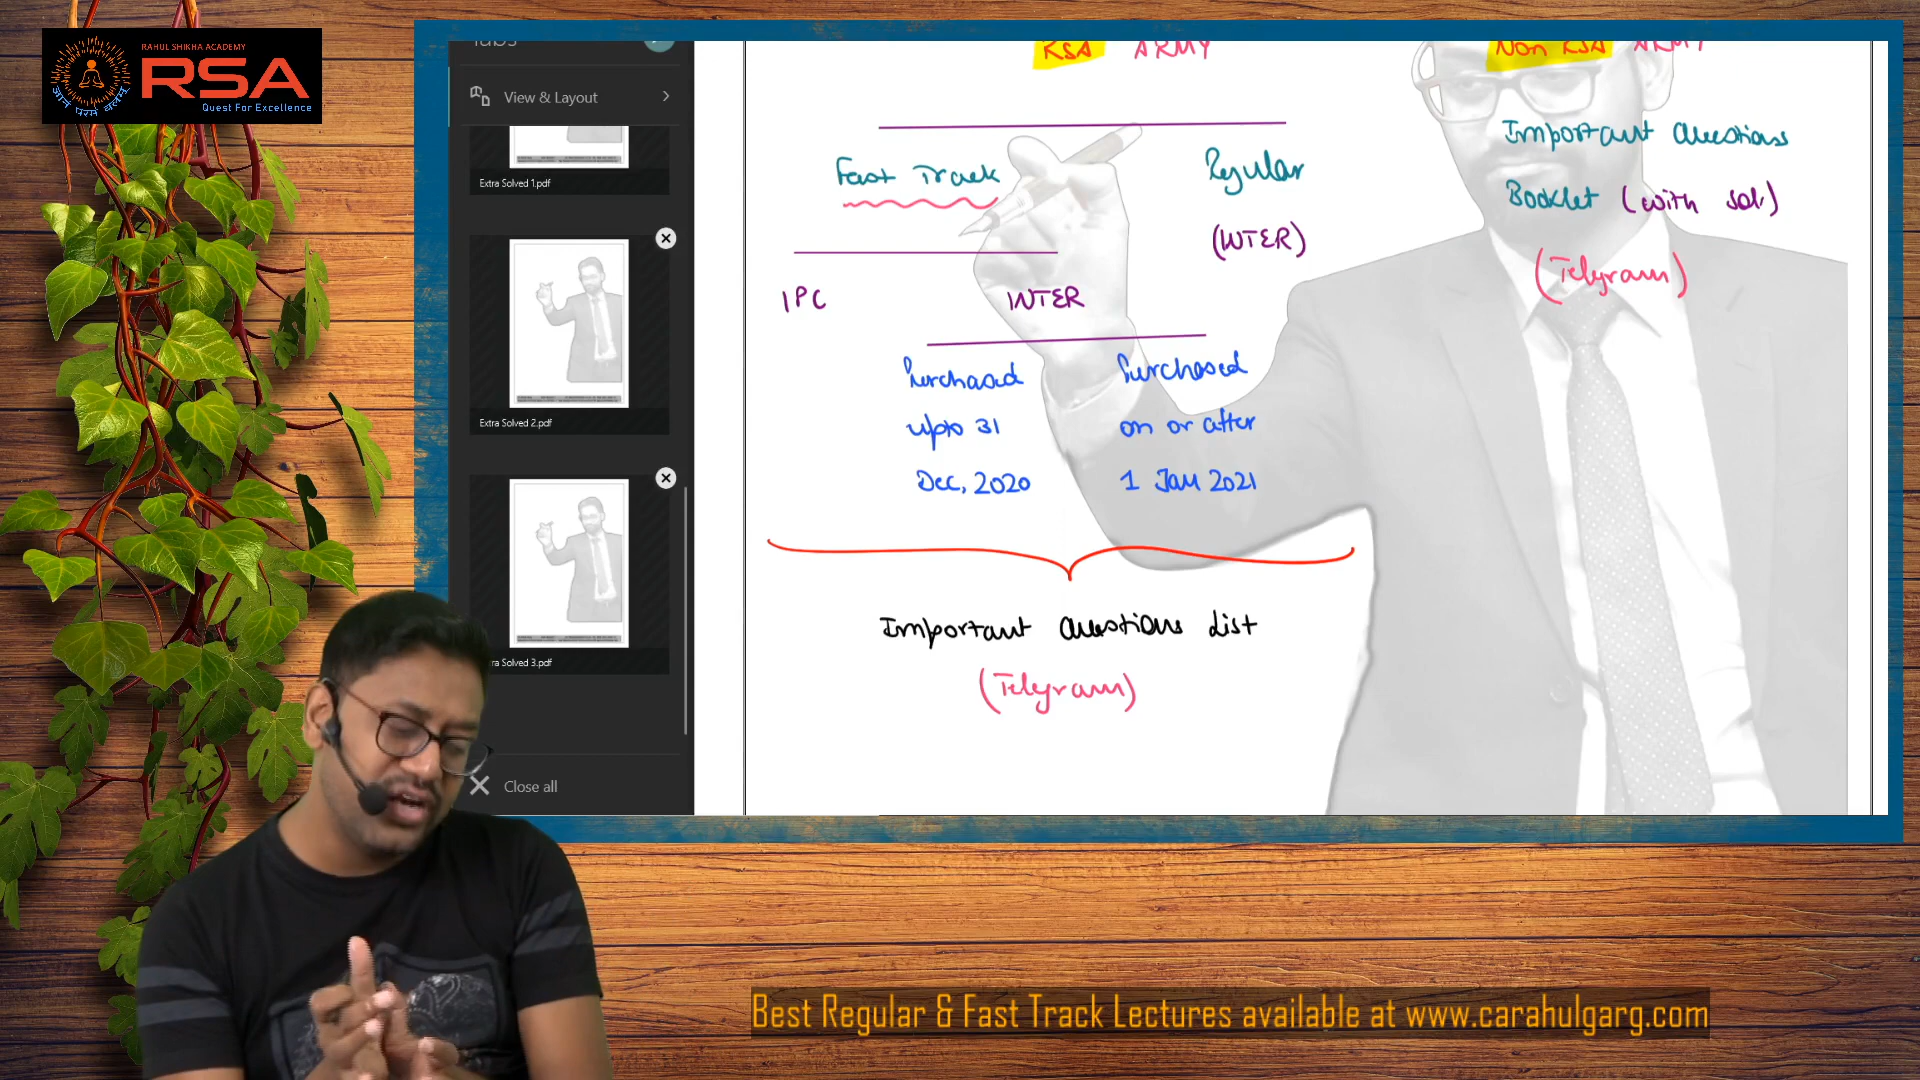 RAHUL SHIKHA ACADEMY
RSA
Quest For Excellence
Tabs
View & Layout
Extra Solved 1.pdf
Extra Solved 2.pdf
ra Solved 3.pdf
Close all
RSA ARMY
Non RSA ARMY
Fast Track
Regular
(INTER)
IPC
INTER
Purchased
upto 31
Dec, 2020
Purchased
on or after
1 Jan 2021
Important Questions List
(Telegram)
Important Questions
Booklet (with sol.)
(Telegram)
Best Regular & Fast Track Lectures available at www.carahulgarg.com